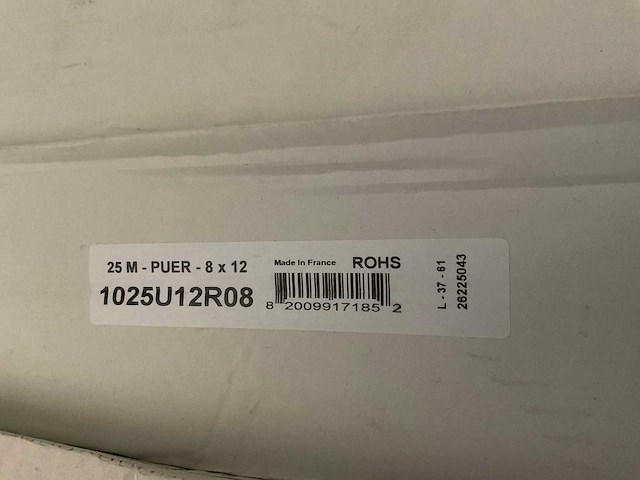 25 M - PUER - 8 x 12
1025U12R08
Made In France ROHS
8 2009917185 2
L - 37 - 61
26225043